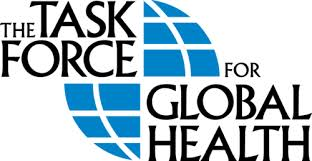 THE TASK
FORCE FOR
GLOBAL
HEALTH